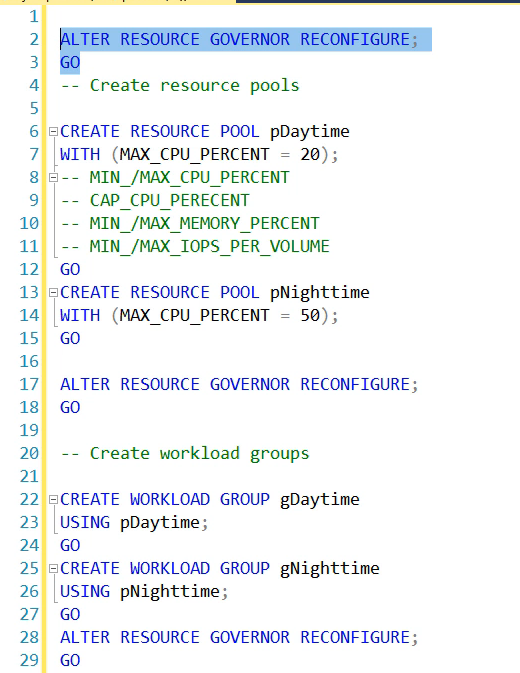 1
2 ALTER RESOURCE GOVERNOR RECONFIGURE;
3 GO
4 -- Create resource pools
5
6 CREATE RESOURCE POOL pDaytime
7 WITH (MAX_CPU_PERCENT = 20);
8 -- MIN_/MAX_CPU_PERCENT
9 -- CAP_CPU_PERECENT
10 -- MIN_/MAX_MEMORY_PERCENT
11 -- MIN_/MAX_IOPS_PER_VOLUME
12 GO
13 CREATE RESOURCE POOL pNighttime
14 WITH (MAX_CPU_PERCENT = 50);
15 GO
16
17 ALTER RESOURCE GOVERNOR RECONFIGURE;
18 GO
19
20 -- Create workload groups
21
22 CREATE WORKLOAD GROUP gDaytime
23 USING pDaytime;
24 GO
25 CREATE WORKLOAD GROUP gNighttime
26 USING pNighttime;
27 GO
28 ALTER RESOURCE GOVERNOR RECONFIGURE;
29 GO